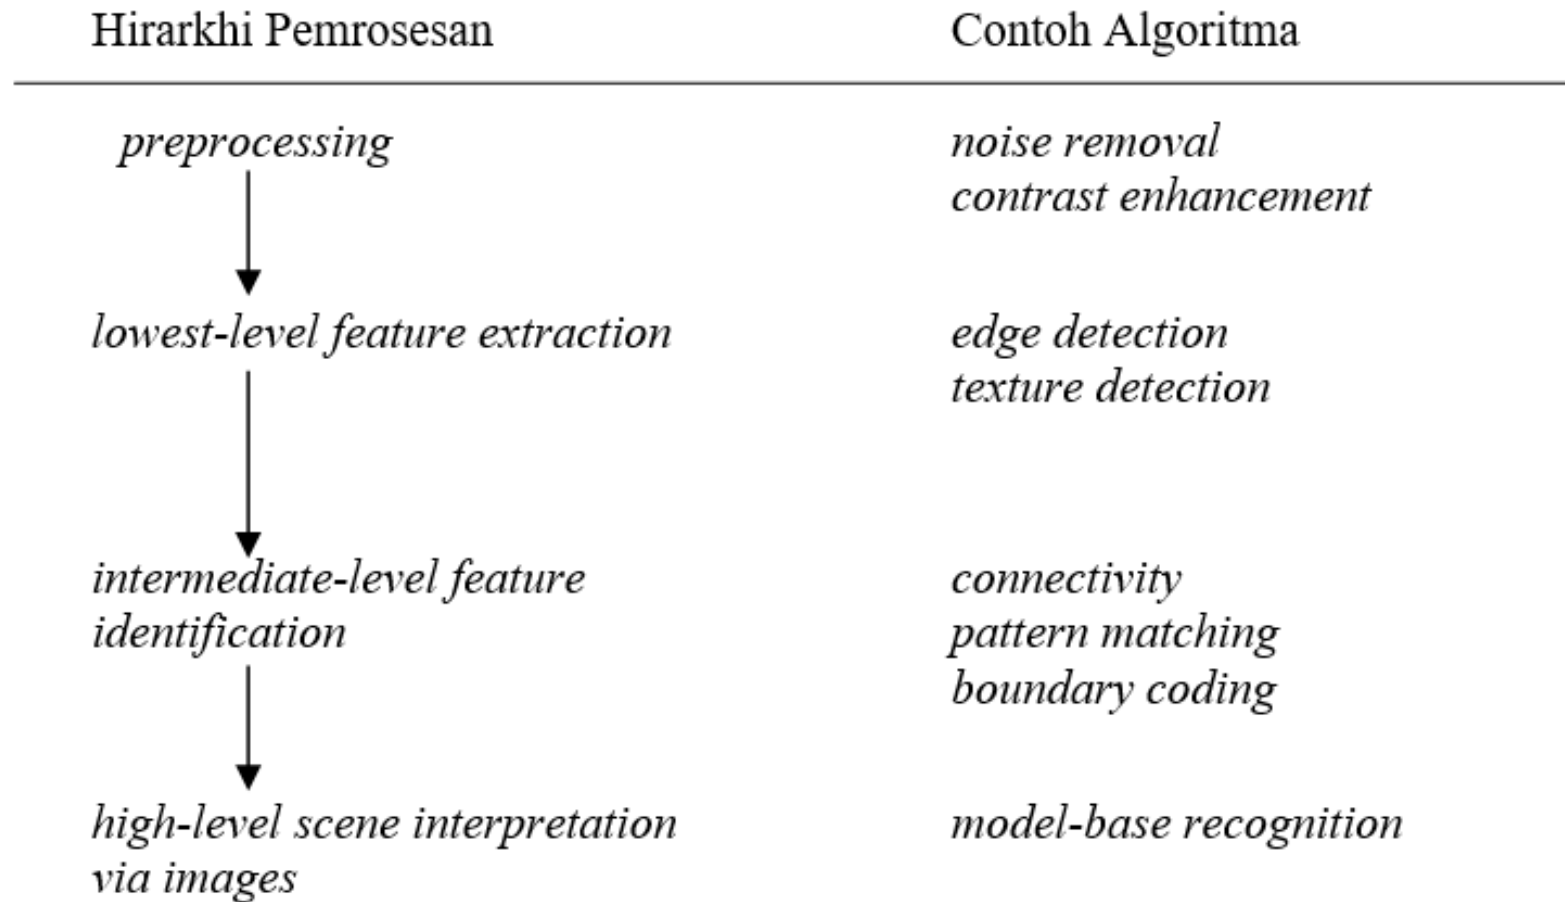 Hirarkhi Pemrosesan Contoh Algoritma
preprocessing noise removal
contrast enhancement
lowest-level feature extraction edge detection
texture detection
intermediate-level feature connectivity
identification pattern matching
boundary coding
high-level scene interpretation model-base recognition
via images